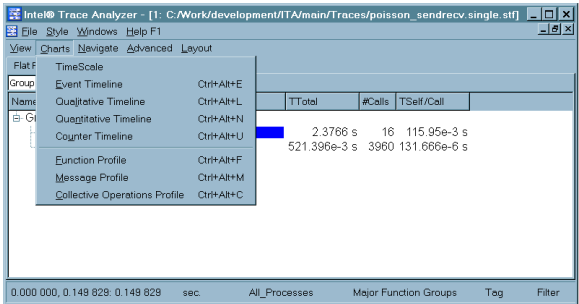 Intel® Trace Analyzer - [1: C:/Work/development/ITA/main/Traces/poisson_sendrecv.single.stf]
File Style Windows Help F1
View Charts Navigate Advanced Layout
Flat
TimeScale
Group
Event Timeline Ctrl+Alt+E
Name
Qualitative Timeline Ctrl+Alt+L
TTotal #Calls TSelf /Call
Quantitative Timeline Ctrl+Alt+N
Counter Timeline Ctrl+Alt+U
2.3766 s 16 115.95e-3 s
521.396e-3 s 3960 131.666e-6 s
Function Profile Ctrl+Alt+F
Message Profile Ctrl+Alt+M
Collective Operations Profile Ctrl+Alt+C
0.000 000, 0.149 829: 0.149 829 sec. All_Processes Major Function Groups Tag Filter